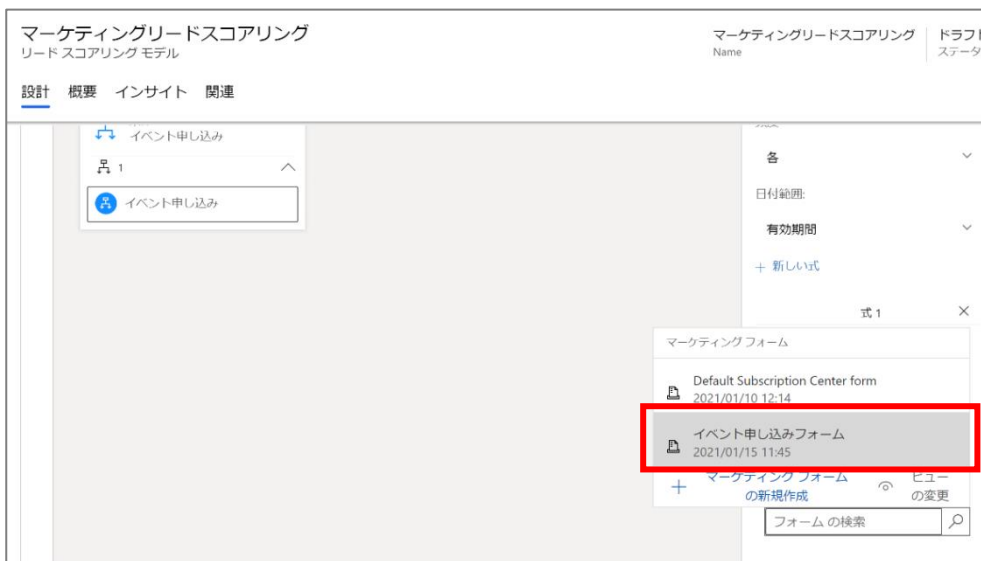 マーケティングリードスコアリング
リード スコアリング モデル
マーケティングリードスコアリング
Name
ドラフト
ステータ
設計 概要 インサイト 関連
イベント申し込み
1
イベント申し込み
各
日付範囲:
有効期間
+ 新しい式
式 1
マーケティング フォーム
Default Subscription Center form
2021/01/10 12:14
イベント申し込みフォーム
2021/01/15 11:45
+ マーケティング フォーム
の新規作成
ビュー
の変更
フォーム の検索